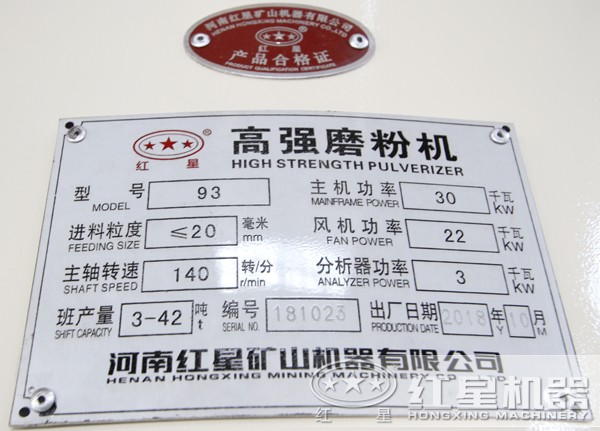 河南红星矿山机器有限公司
HENAN HONGXING MINING MACHINERY CO.,LTD.
红星
产品合格证
PRODUCT QUALIFICATION CERTIFICATE
红星 ® 高强磨粉机
HIGH STRENGTH PULVERIZER
型号 MODEL 93 主机功率 MAINFRAME POWER 30 千瓦 KW
进料粒度 FEEDING SIZE ≤20 毫米 mm 风机功率 FAN POWER 22 千瓦 KW
主轴转速 SHAFT SPEED 140 转/分 r/min 分析器功率 ANALYZER POWER 3 千瓦 KW
班产量 SHIFT CAPACITY 3-42 吨 t 编号 SERIAL NO. 181023 出厂日期 PRODUCTION DATE 2018 年 Y 10 月 M
河南红星矿山机器有限公司
HENAN HONGXING MINING MACHINERY CO., LTD.
红星 红星机器
HONGXING MACHINERY